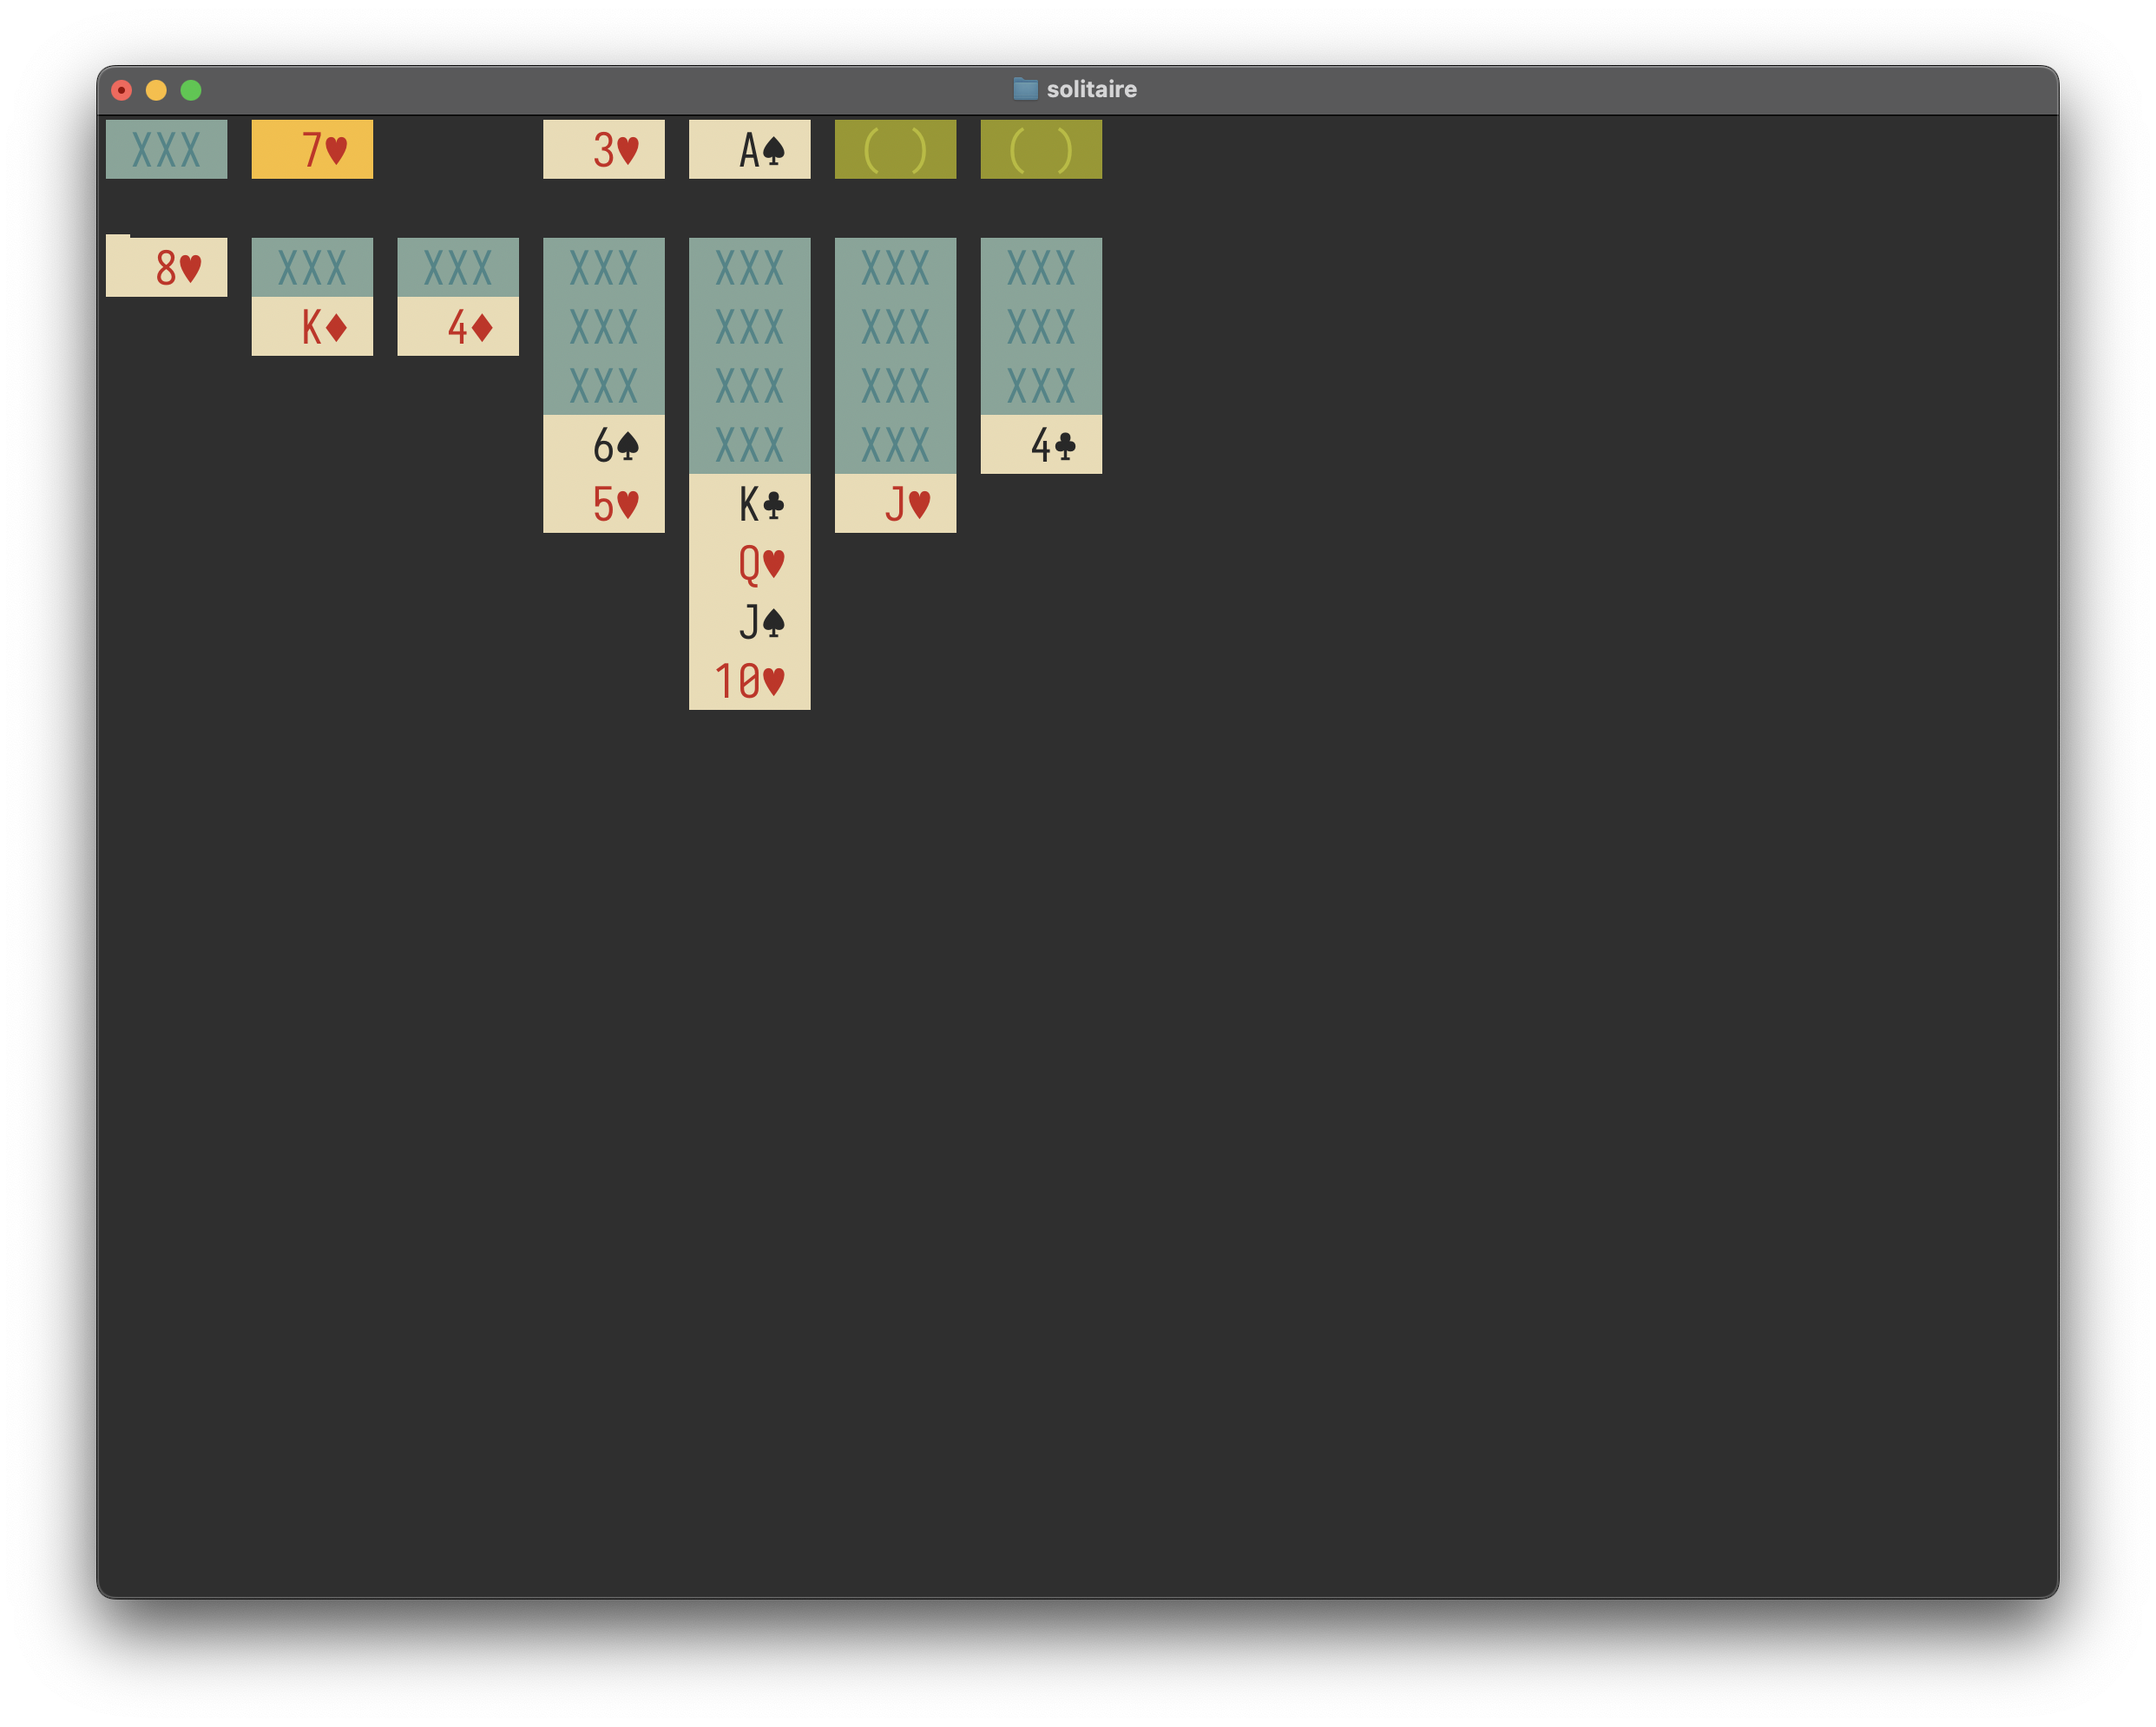 solitaire
XXX 7♥ 3♥ A♠ ( ) ( )
8♥ XXX XXX XXX XXX XXX XXX
K♦ 4♦ XXX XXX XXX XXX
XXX XXX XXX XXX
6♠ XXX XXX 4♣
5♥ K♣ J♥
Q♥
J♠
10♥